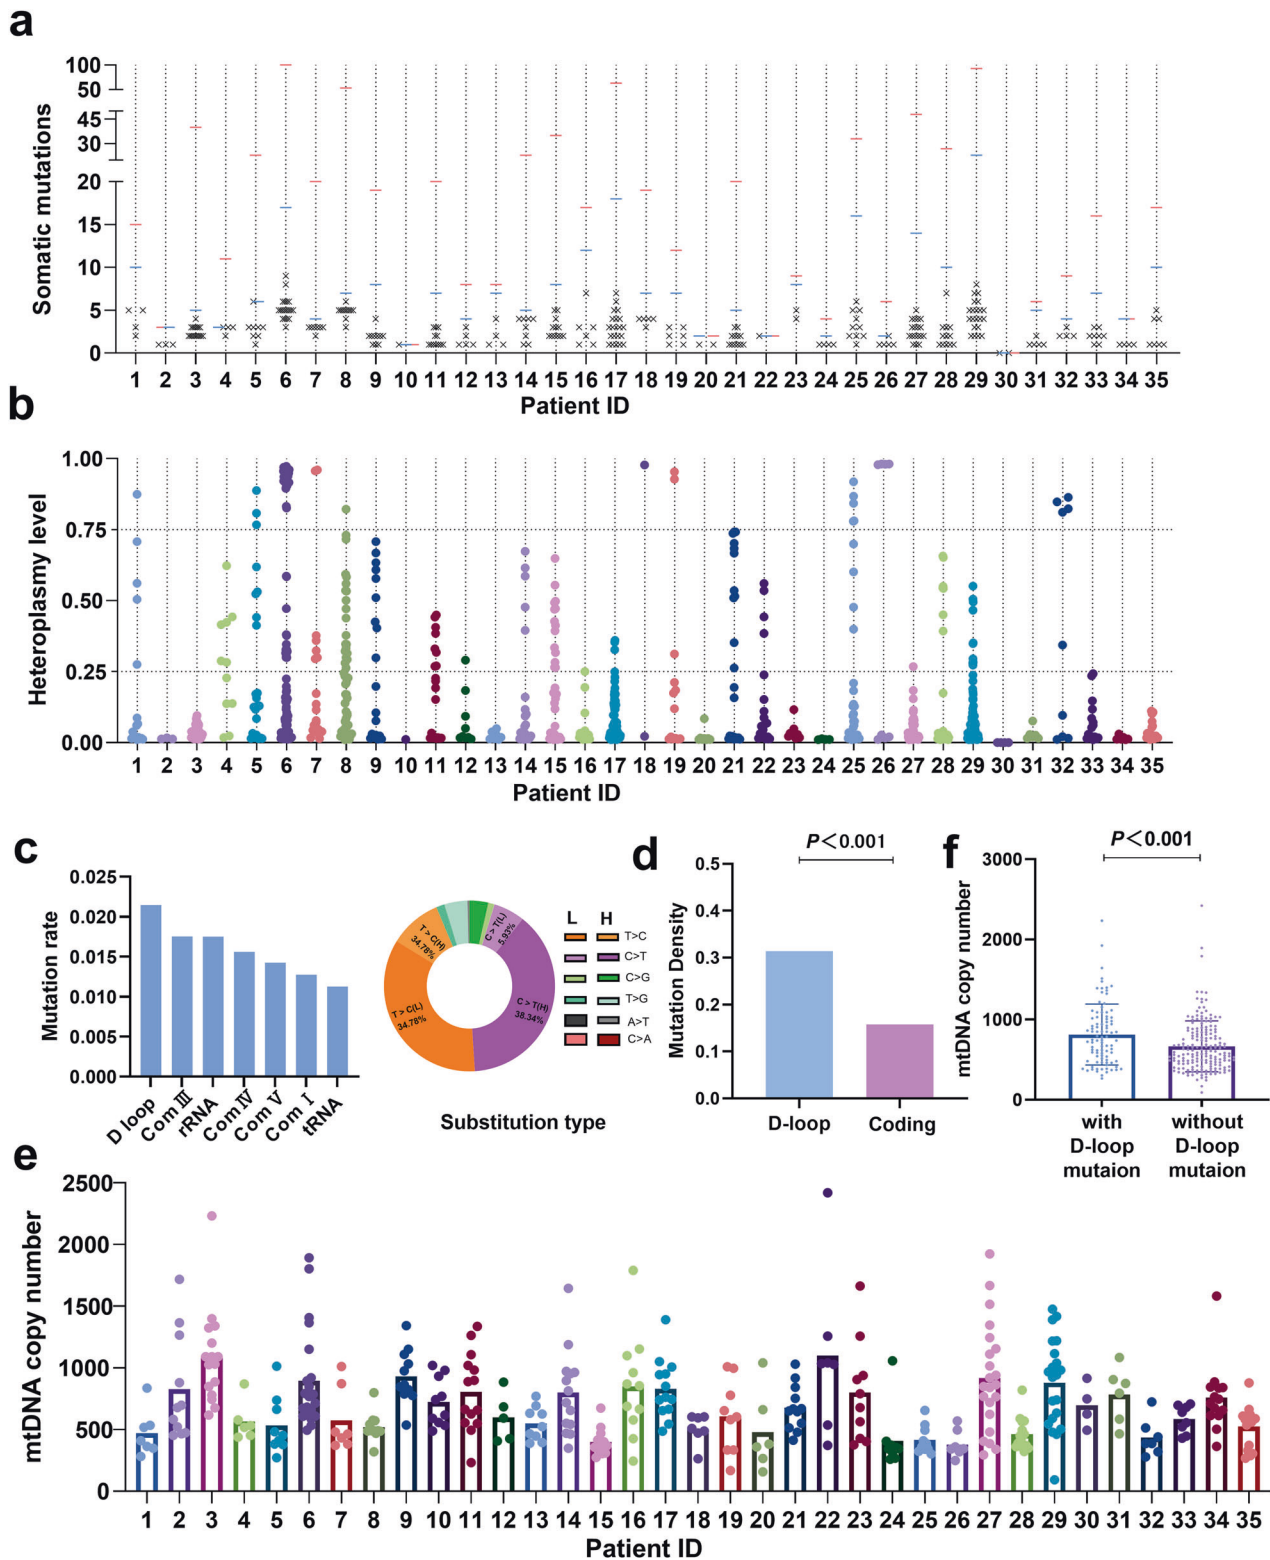 a
Somatic mutations
100
50
45
30
20
15
10
5
0
1 2 3 4 5 6 7 8 9 10 11 12 13 14 15 16 17 18 19 20 21 22 23 24 25 26 27 28 29 30 31 32 33 34 35
Patient ID
b
Heteroplasmy level
1.00
0.75
0.50
0.25
0.00
1 2 3 4 5 6 7 8 9 10 11 12 13 14 15 16 17 18 19 20 21 22 23 24 25 26 27 28 29 30 31 32 33 34 35
Patient ID
c
Mutation rate
0.025
0.020
0.015
0.010
0.005
0.000
D loop
Com Ⅲ
rRNA
Com Ⅳ
Com Ⅴ
Com Ⅰ
tRNA
T > C(H)
34.78%
C > T(L)
5.93%
T > C(L)
34.78%
C > T(H)
38.34%
L H
T>C
C>T
C>G
T>G
A>T
C>A
Substitution type
d
Mutation Density
P＜0.001
0.5
0.4
0.3
0.2
0.1
0.0
D-loop Coding
f
mtDNA copy number
P＜0.001
3000
2000
1000
0
with
D-loop
mutaion
without
D-loop
mutaion
e
mtDNA copy number
2500
2000
1500
1000
500
0
1 2 3 4 5 6 7 8 9 10 11 12 13 14 15 16 17 18 19 20 21 22 23 24 25 26 27 28 29 30 31 32 33 34 35
Patient ID